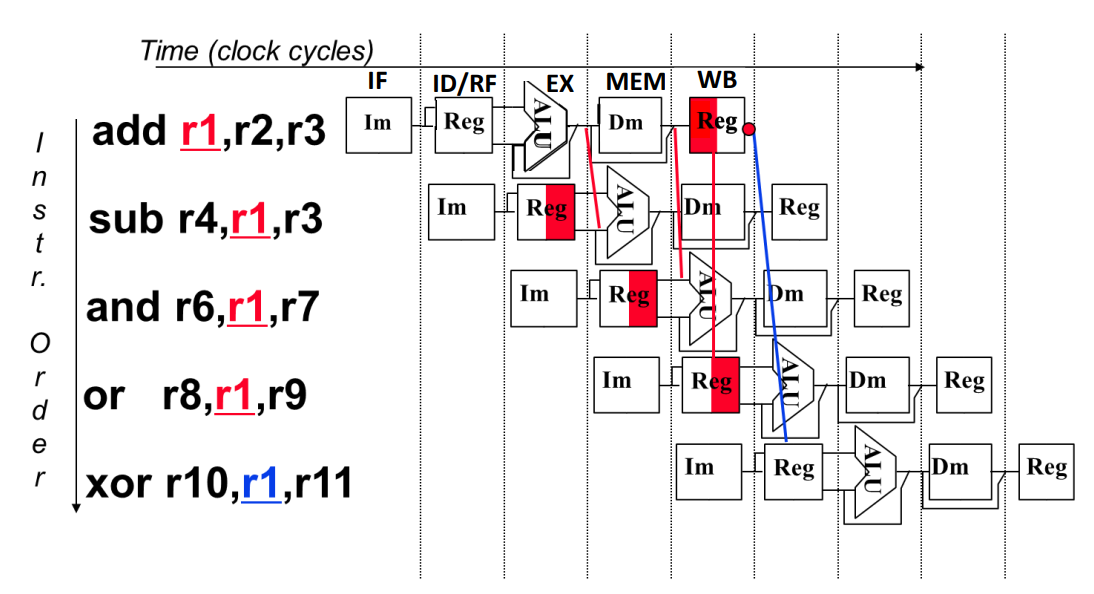 Time (clock cycles)
IF ID/RF EX MEM WB
Instr. Order
add r1,r2,r3
Im Reg ALU Dm Reg
sub r4,r1,r3
Im Reg ALU Dm Reg
and r6,r1,r7
Im Reg ALU Dm Reg
or r8,r1,r9
Im Reg ALU Dm Reg
xor r10,r1,r11
Im Reg ALU Dm Reg